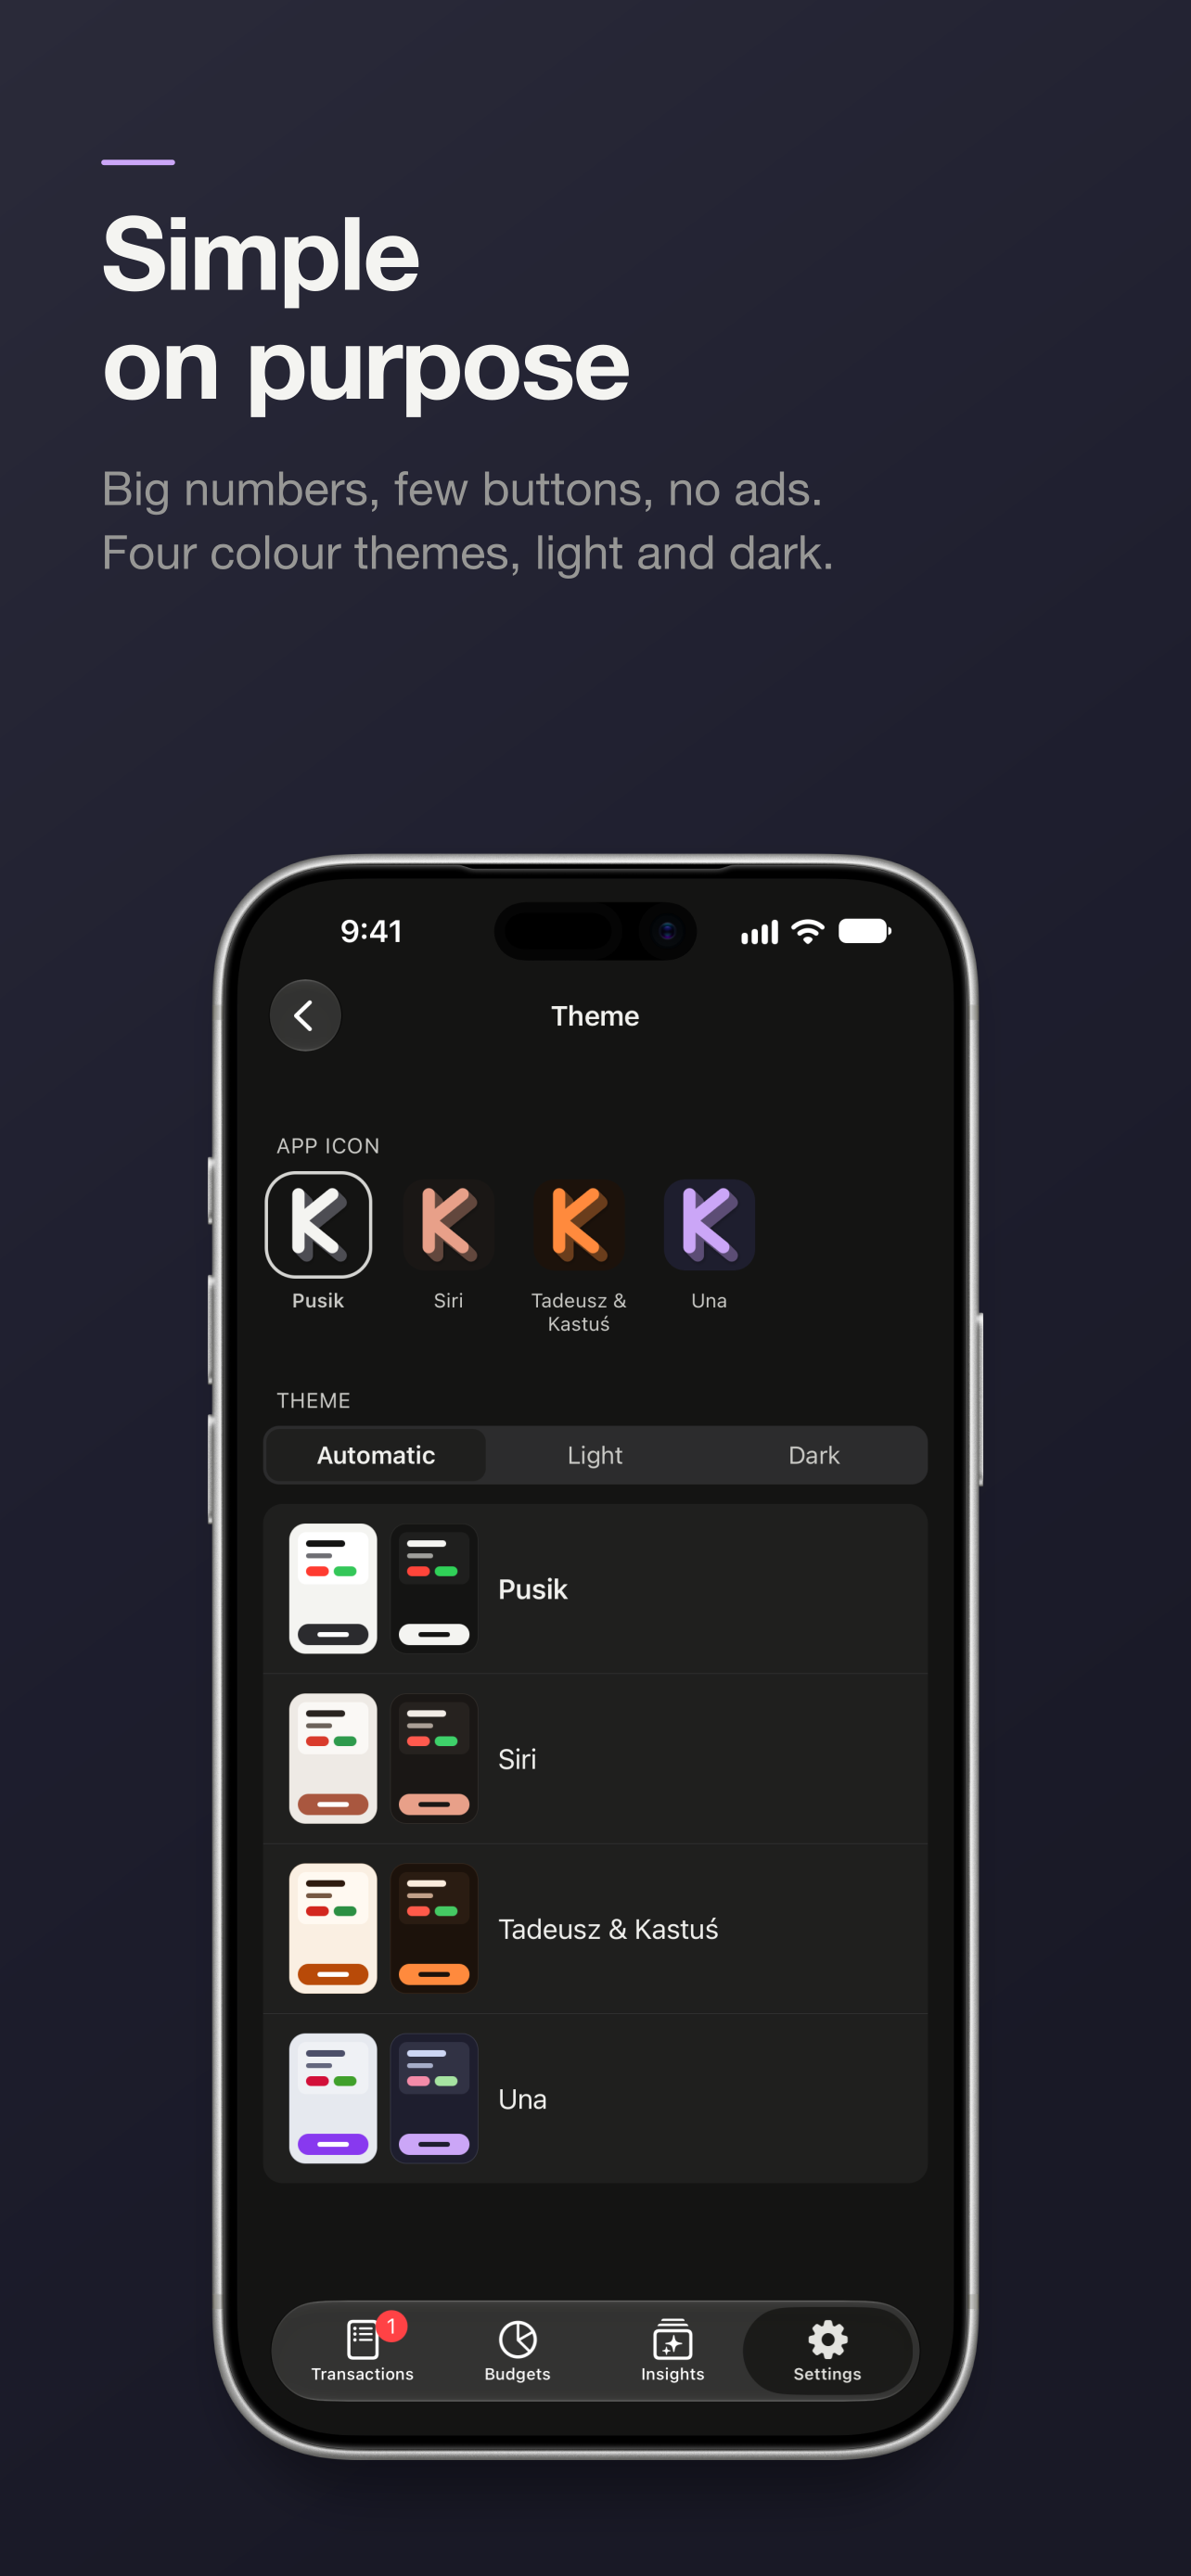 Simple
on purpose
Big numbers, few buttons, no ads.
Four colour themes, light and dark.
9:41
Theme
APP ICON
K K K K
Pusik Siri Tadeusz & Una
Kastuś
THEME
Automatic Light Dark
Pusik
Siri
Tadeusz & Kastuś
Una
1
Transactions Budgets Insights Settings